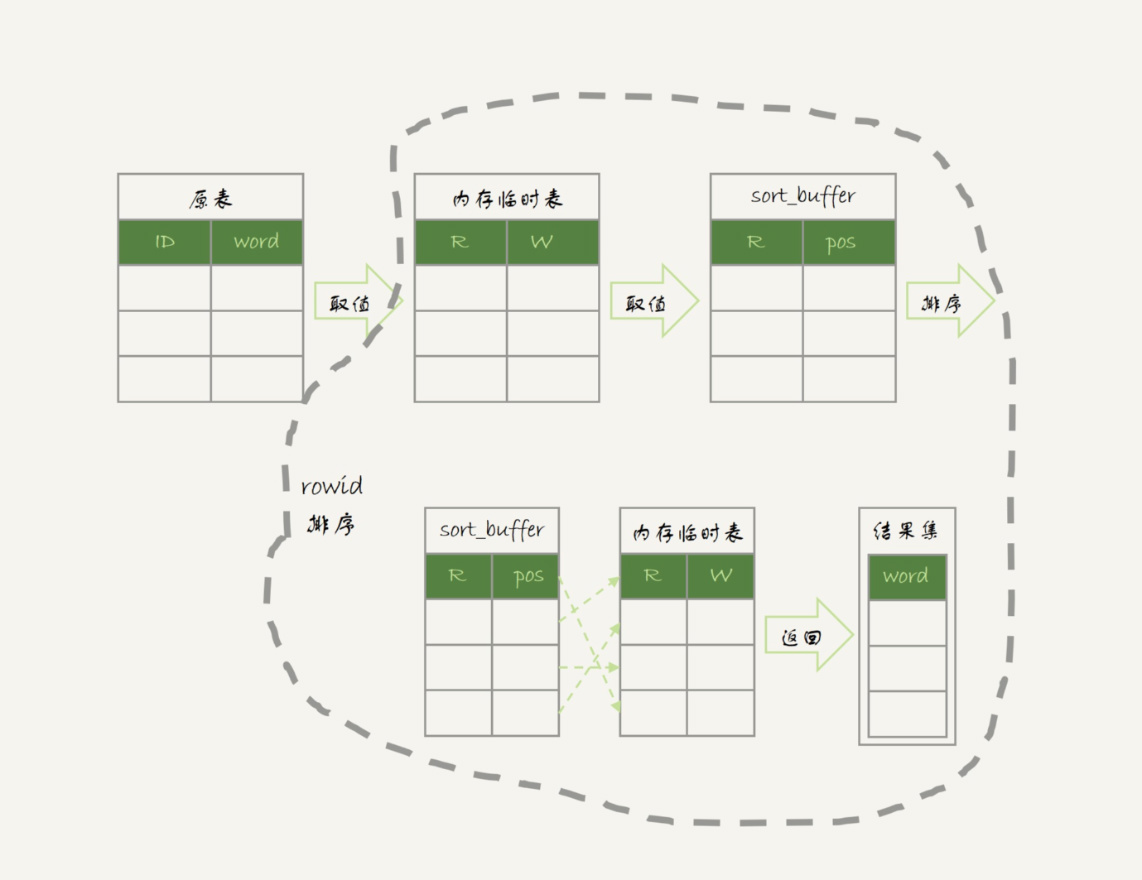 原表
ID word
取值
内存临时表
R W
取值
sort_buffer
R pos
排序
rowid
排序
sort_buffer
R pos
内存临时表
R W
返回
结果集
word